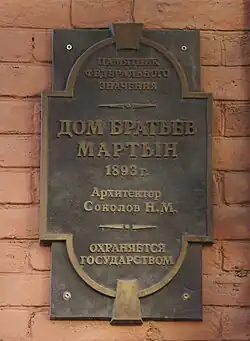 Памятник
федерального
значения
Дом братьев
Мартын
1893 г.
Архитектор
Соколов Н.М.
Охраняется
государством